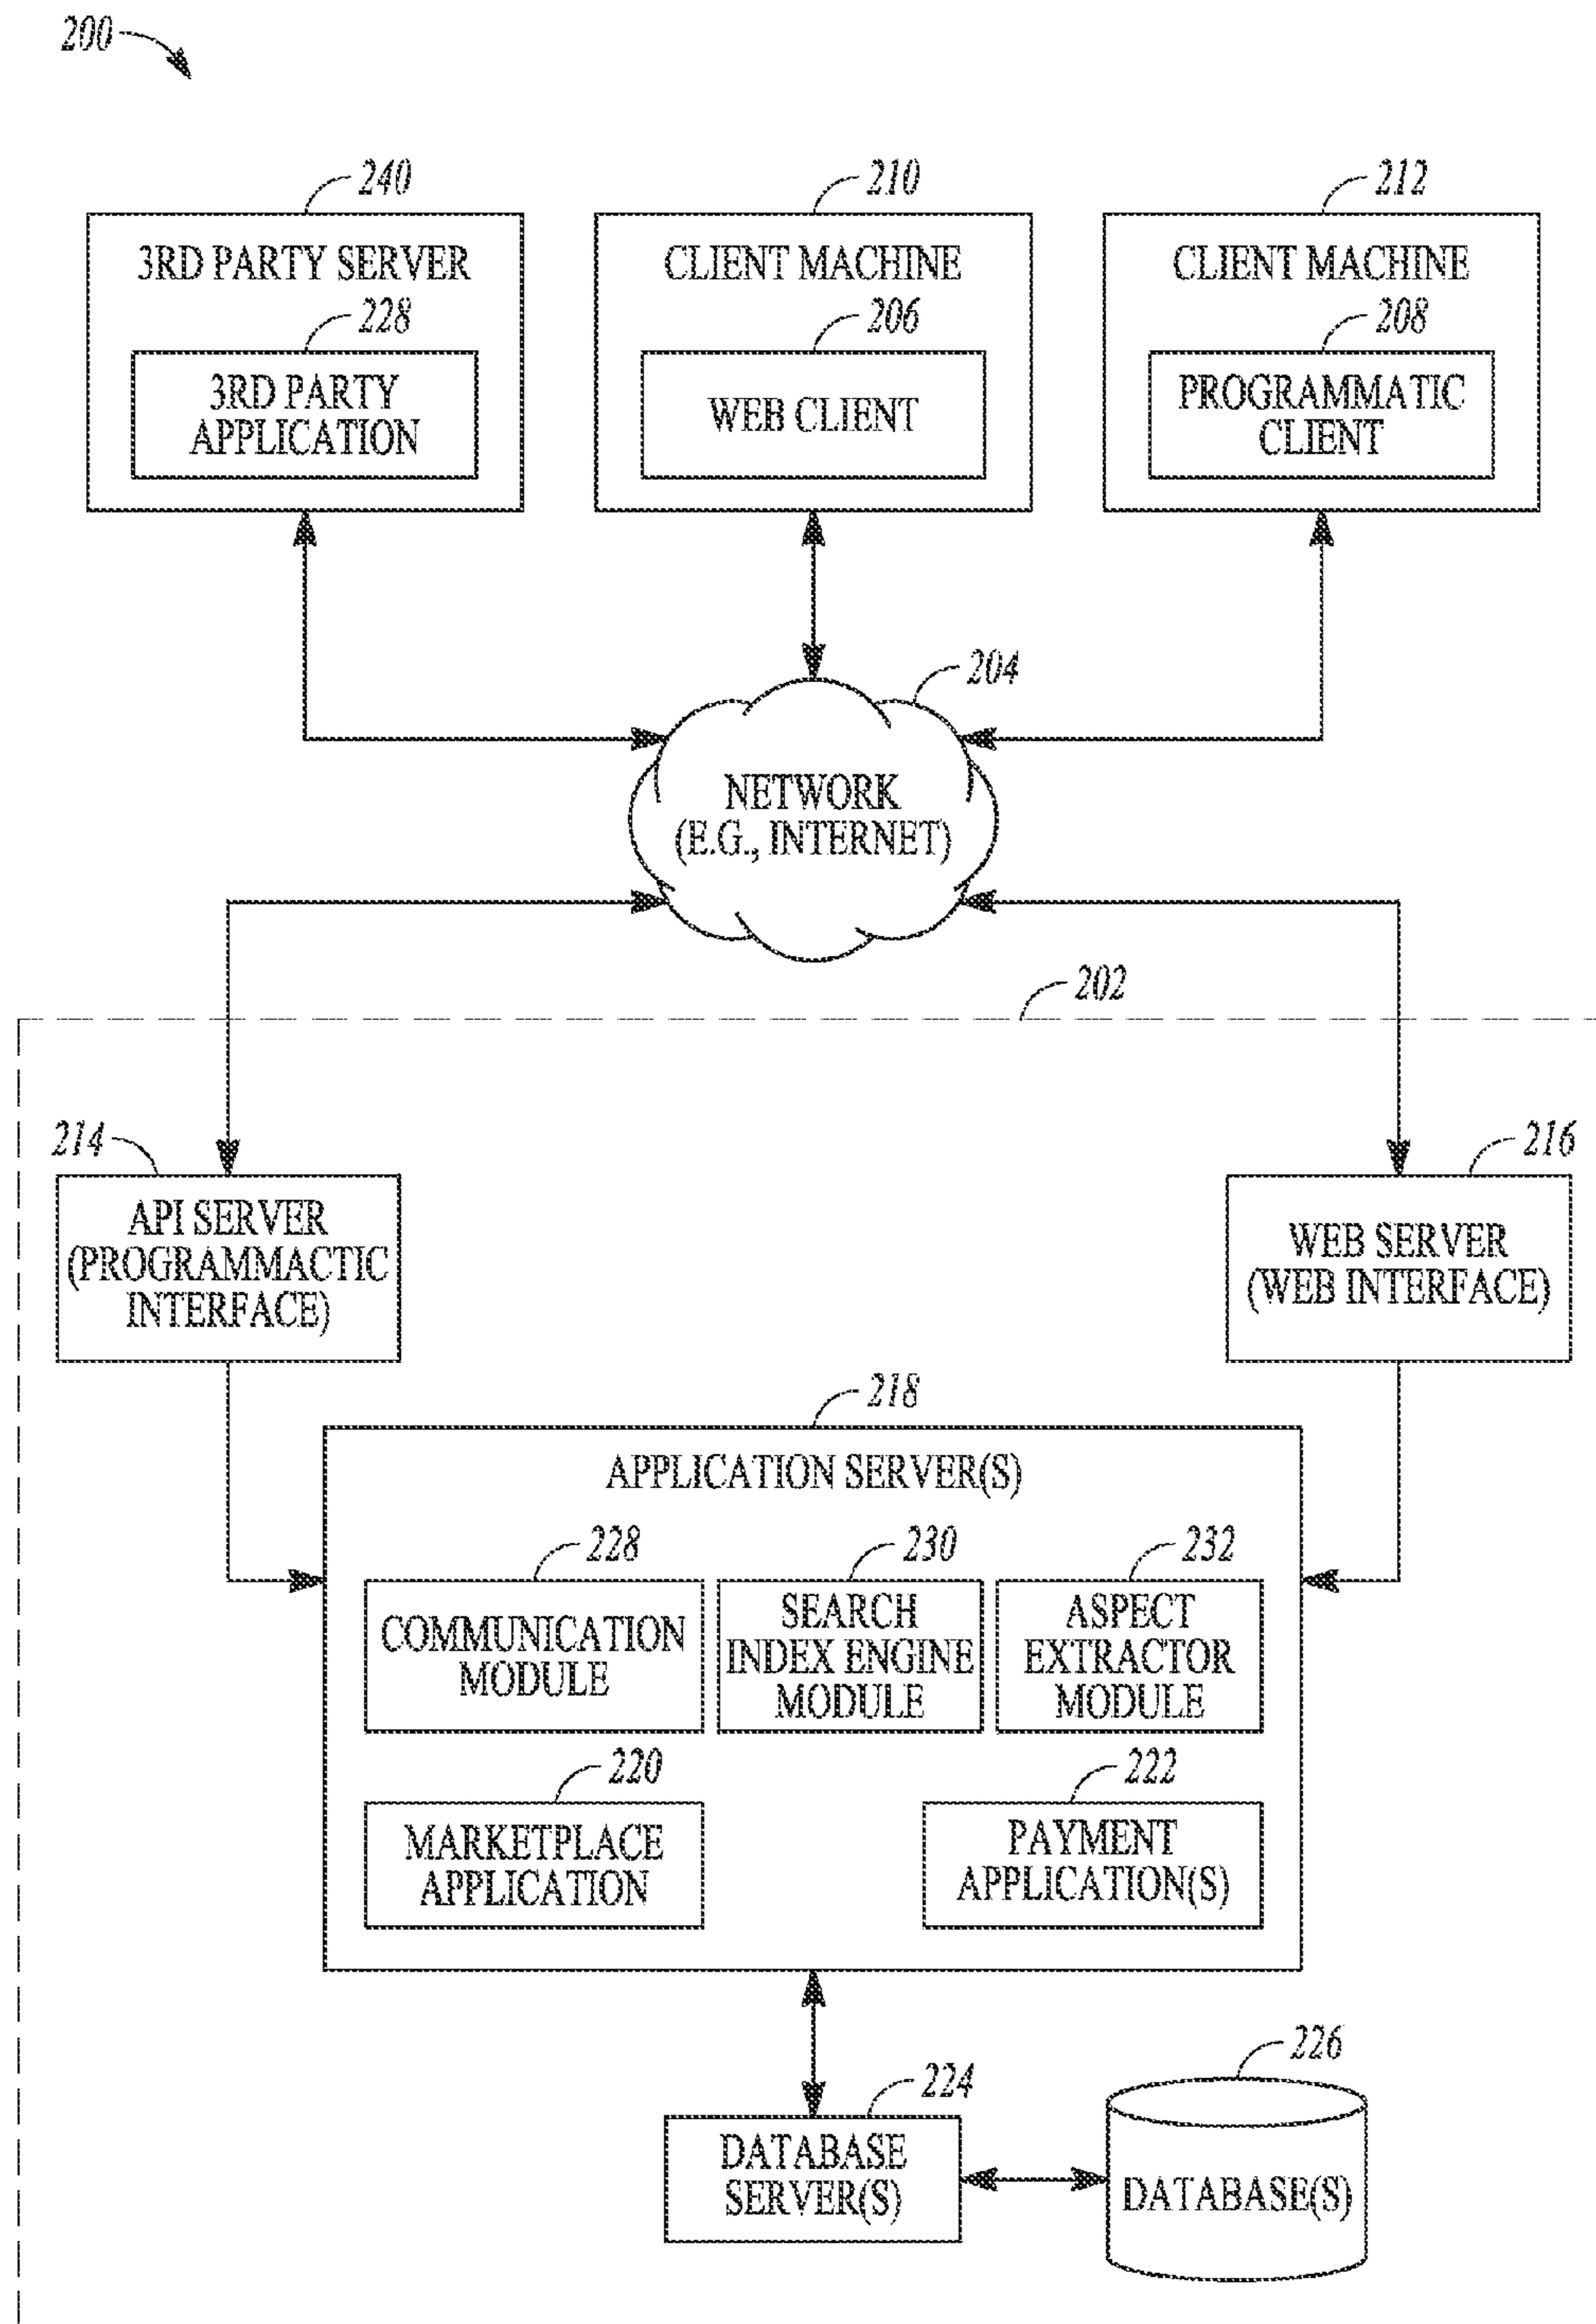 200
240
210
212
3RD PARTY SERVER
CLIENT MACHINE
CLIENT MACHINE
228
206
208
3RD PARTY
APPLICATION
WEB CLIENT
PROGRAMMATIC
CLIENT
204
NETWORK
(E.G., INTERNET)
202
214
216
API SERVER
(PROGRAMMACTIC
INTERFACE)
WEB SERVER
(WEB INTERFACE)
218
APPLICATION SERVER(S)
228
230
232
COMMUNICATION
MODULE
SEARCH
INDEX ENGINE
MODULE
ASPECT
EXTRACTOR
MODULE
220
222
MARKETPLACE
APPLICATION
PAYMENT
APPLICATION(S)
224
226
DATABASE
SERVER(S)
DATABASE(S)